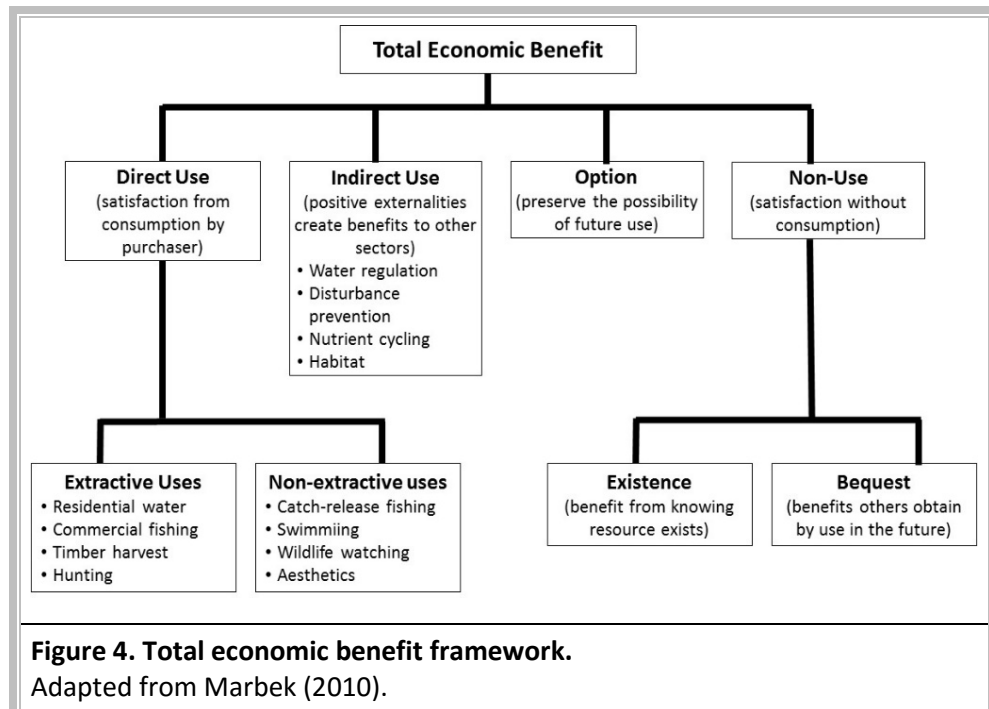 Total Economic Benefit
Direct Use
(satisfaction from
consumption by
purchaser)
Indirect Use
(positive externalities
create benefits to other
sectors)
• Water regulation
• Disturbance
prevention
• Nutrient cycling
• Habitat
Option
(preserve the possibility
of future use)
Non-Use
(satisfaction without
consumption)
Extractive Uses
• Residential water
• Commercial fishing
• Timber harvest
• Hunting
Non-extractive uses
• Catch-release fishing
• Swimmiing
• Wildlife watching
• Aesthetics
Existence
(benefit from knowing
resource exists)
Bequest
(benefits others obtain
by use in the future)
Figure 4. Total economic benefit framework.
Adapted from Marbek (2010).